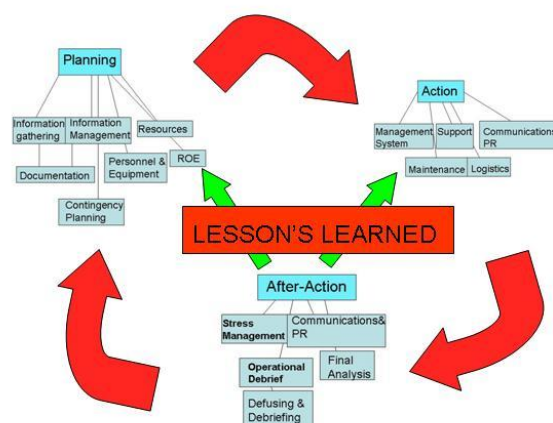 Planning
Information
gathering
Information
Management
Resources
Documentation
Personnel &
Equipment
ROE
Contingency
Planning
Action
Management
System
Support
Communications
PR
Maintenance
Logistics
LESSON'S LEARNED
After-Action
Stress
Management
Communications&
PR
Operational
Debrief
Final
Analysis
Defusing &
Debriefing